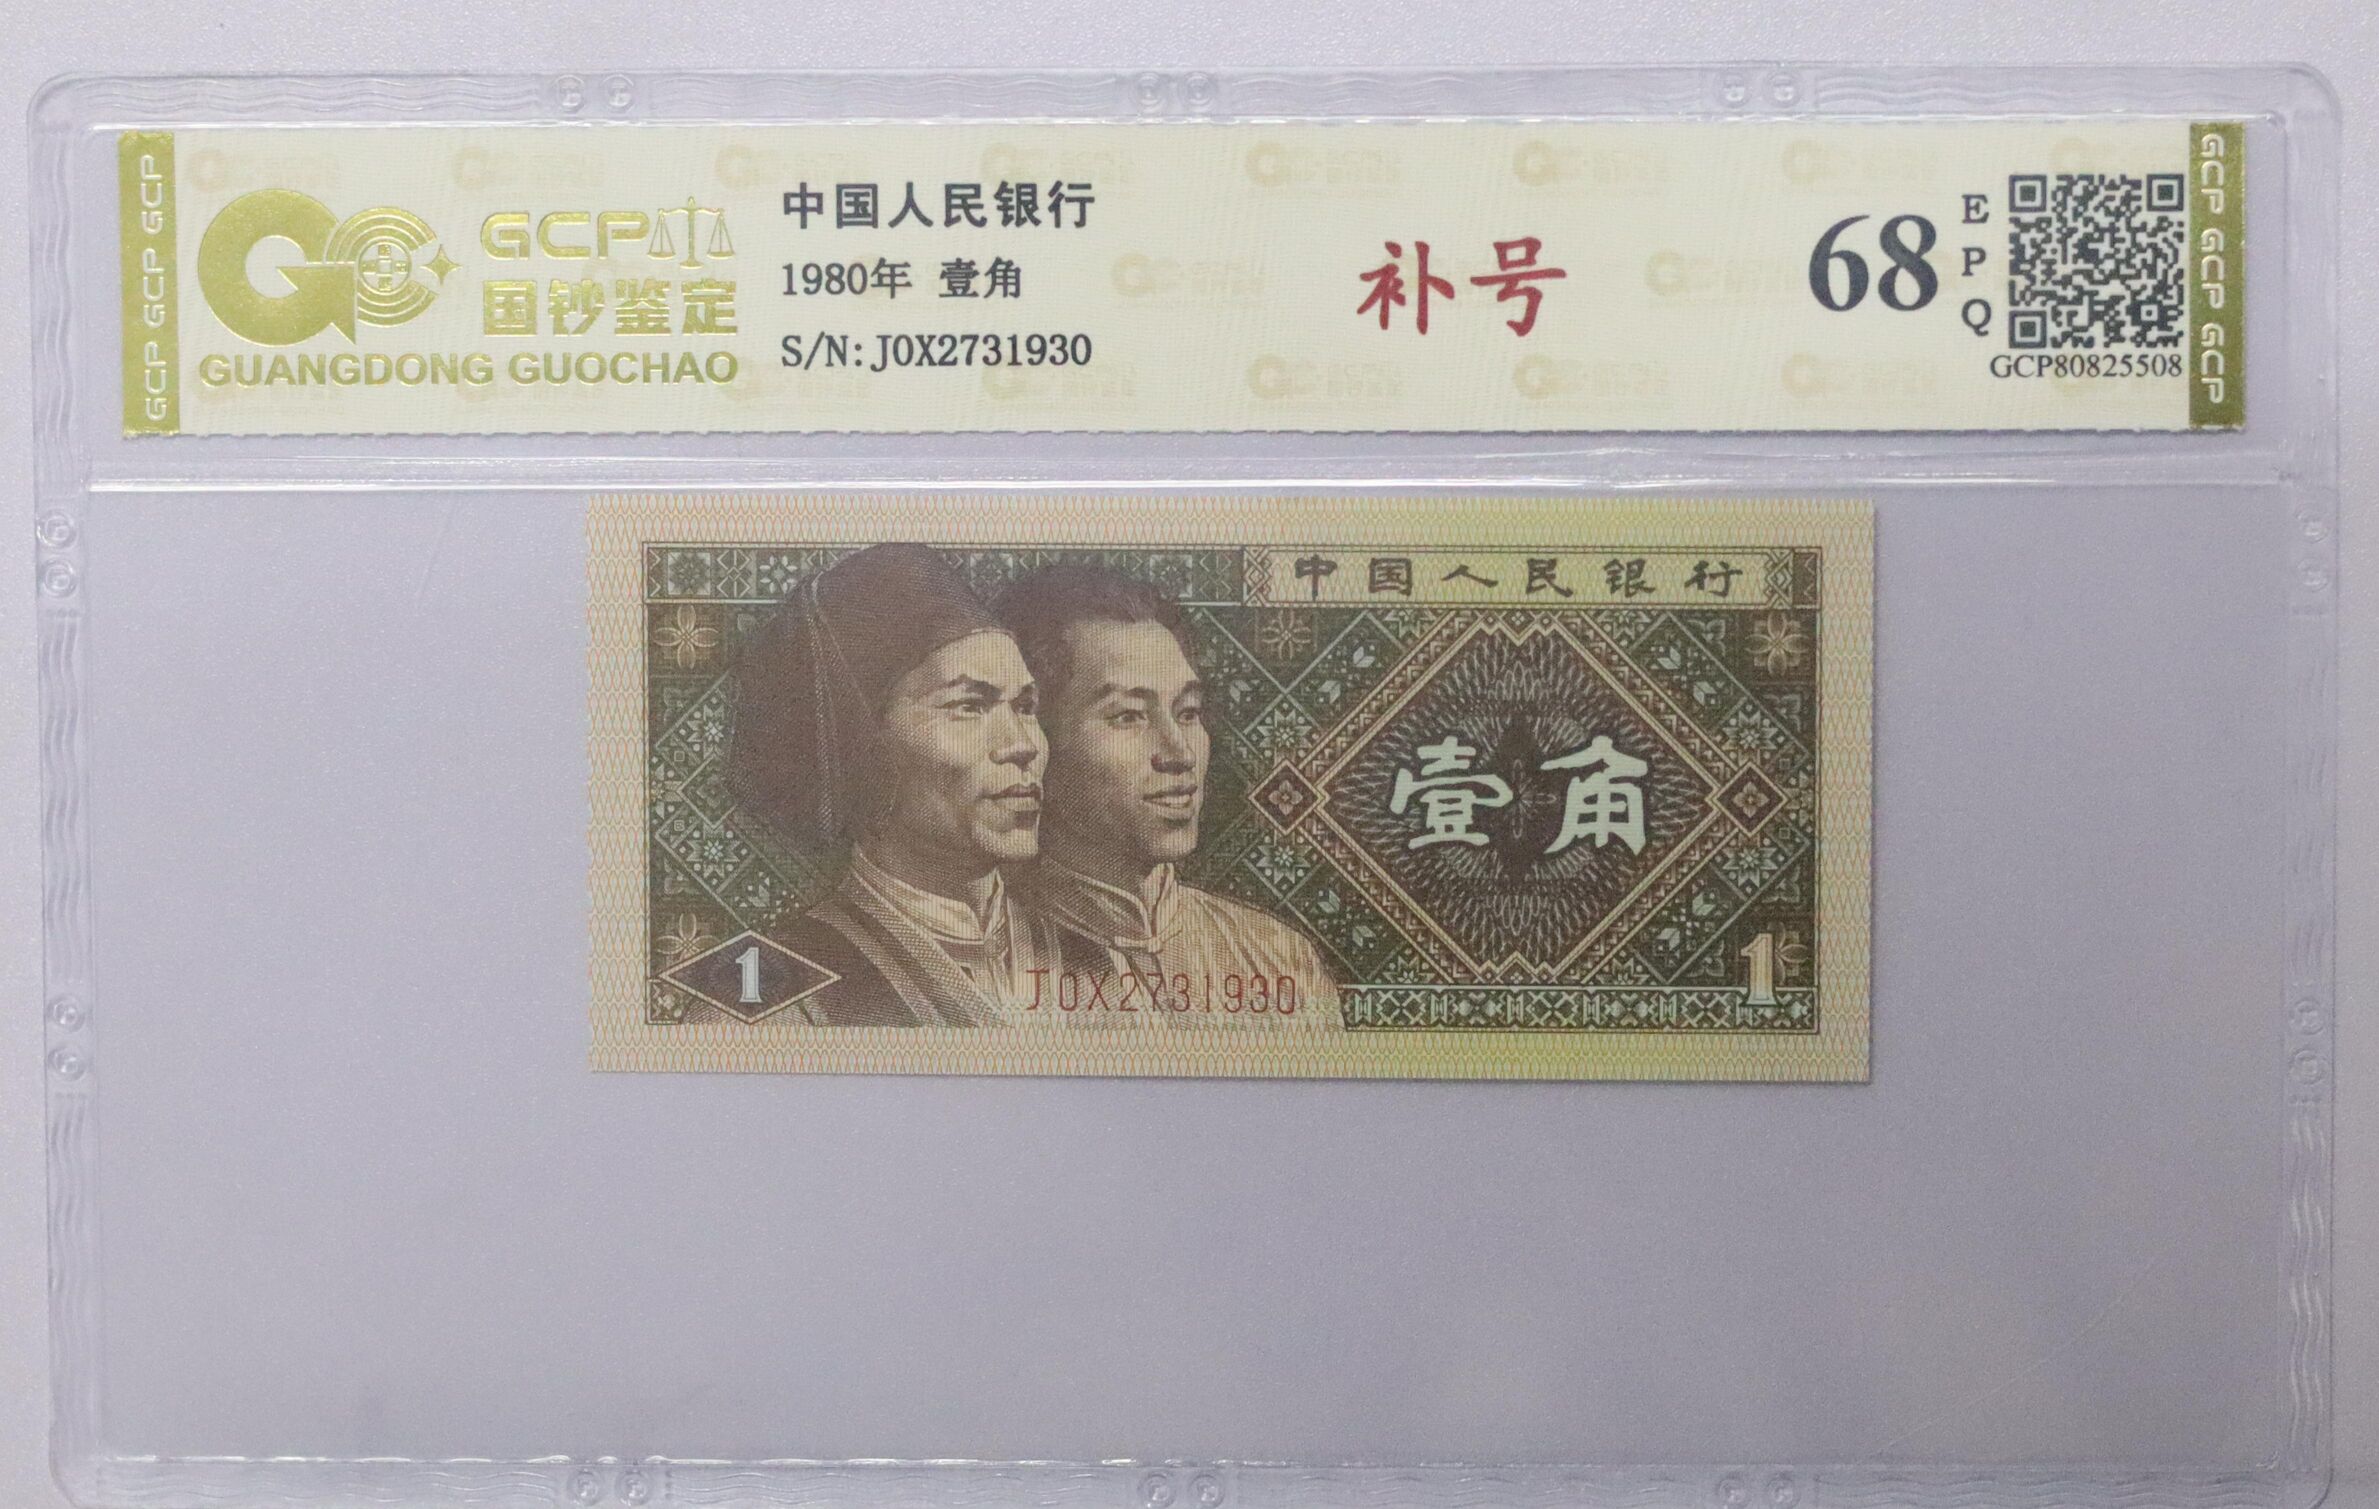 GCP GCP GCP
GCP
国钞鉴定
GUANGDONG GUOCHAO
中国人民银行
1980年 壹角
S/N:J0X2731930
补号
68
EPQ
GCP80825508
GCP GCP GCP
中国人民银行
壹角
1
J0X2731930
1